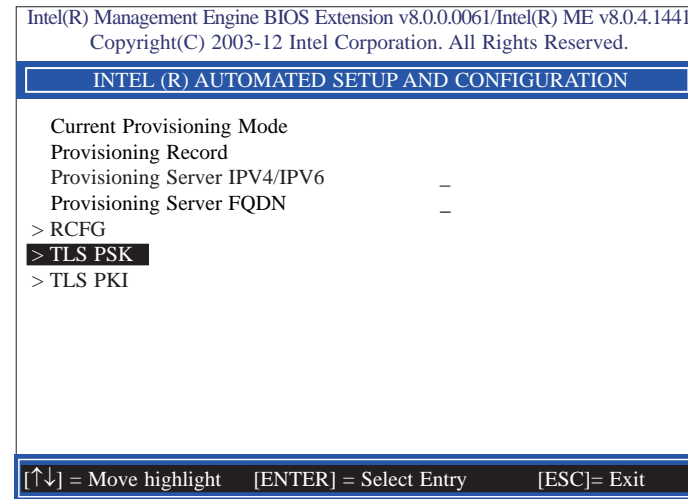 Intel(R) Management Engine BIOS Extension v8.0.0.0061/Intel(R) ME v8.0.4.1441
Copyright(C) 2003-12 Intel Corporation. All Rights Reserved.
INTEL (R) AUTOMATED SETUP AND CONFIGURATION
Current Provisioning Mode
Provisioning Record
Provisioning Server IPV4/IPV6 _
Provisioning Server FQDN _
> RCFG
> TLS PSK
> TLS PKI
[↑↓] = Move highlight [ENTER] = Select Entry [ESC]= Exit